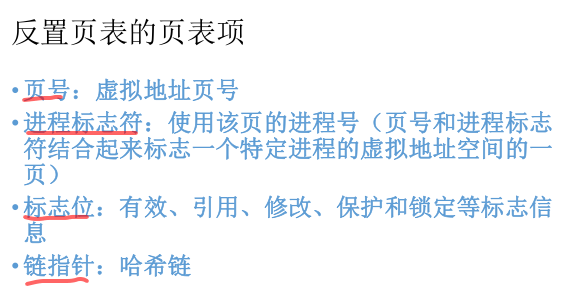 反置页表的页表项
•页号：虚拟地址页号
•进程标志符：使用该页的进程号（页号和进程标志
符结合起来标志一个特定进程的虚拟地址空间的一
页）
•标志位：有效、引用、修改、保护和锁定等标志信
息
•链指针：哈希链